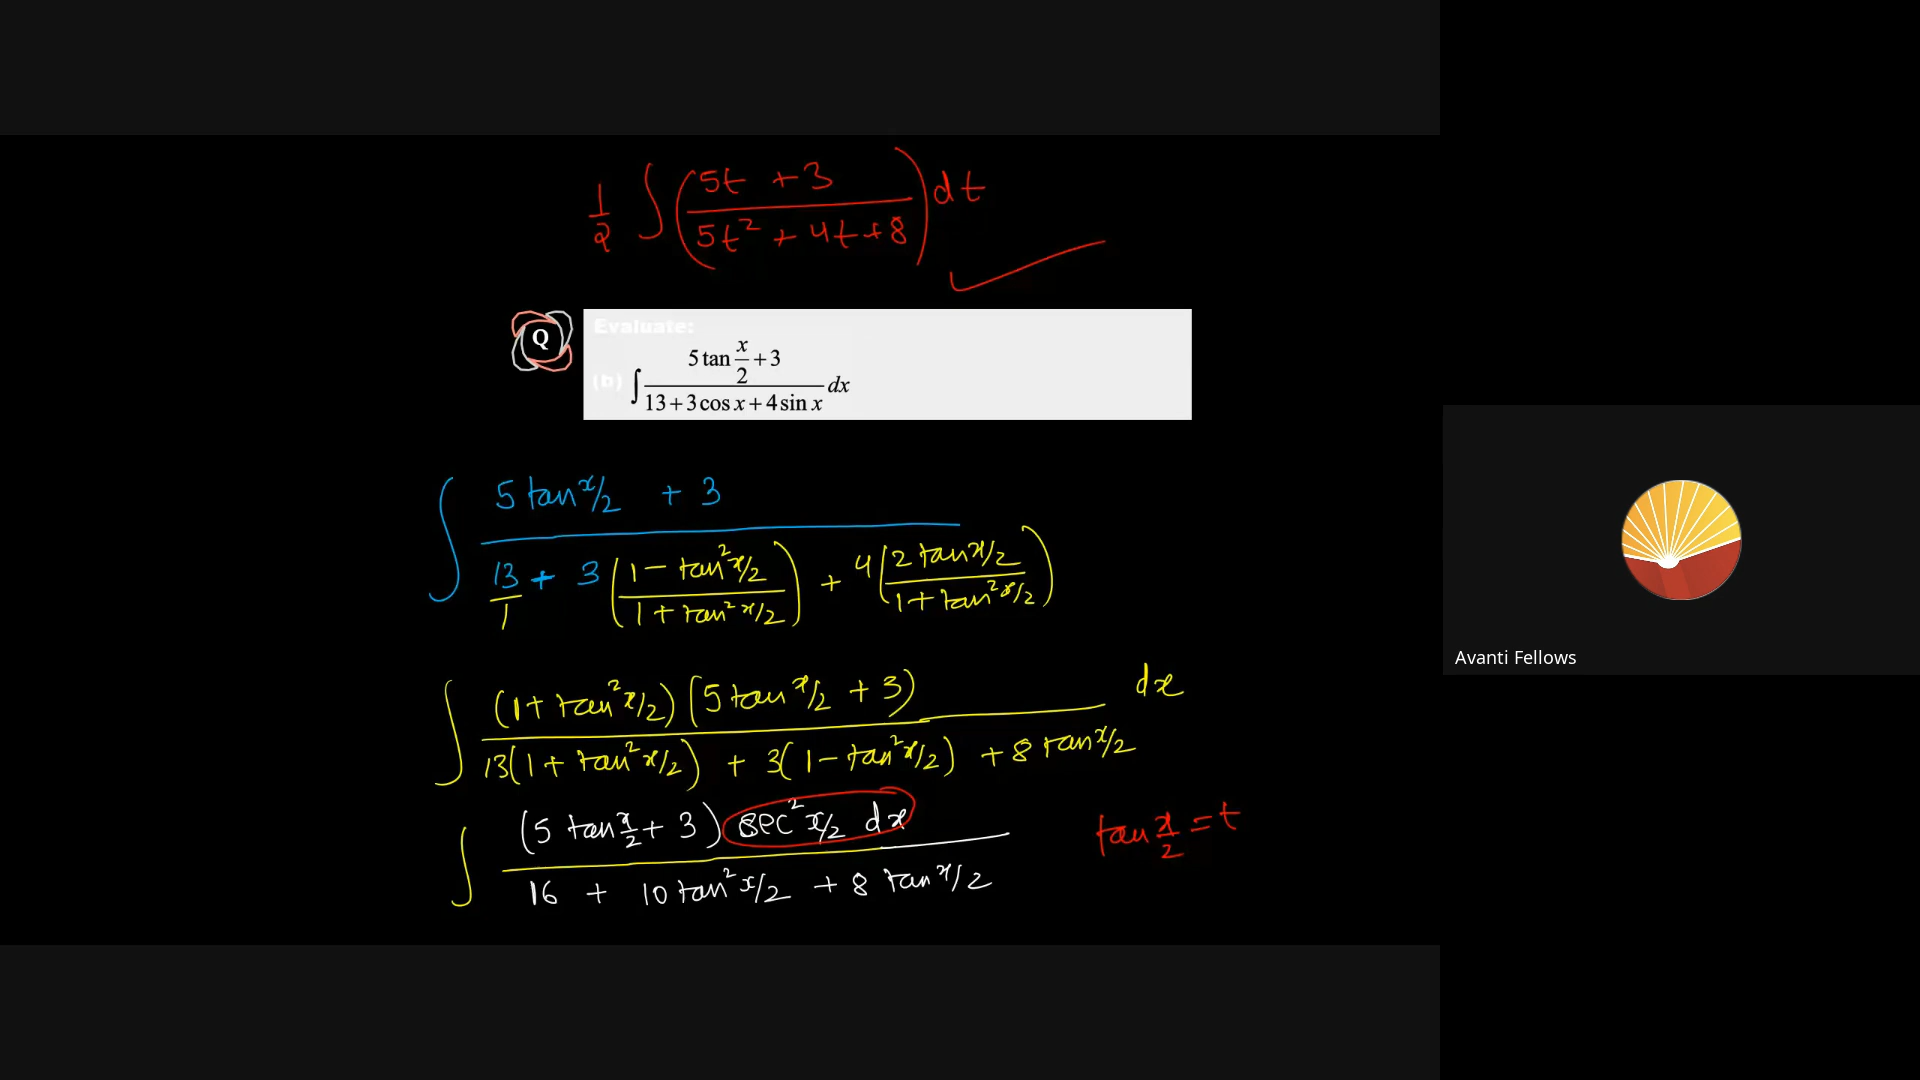 1/2 ∫ ( (5t + 3) / (5t² + 4t + 8) ) dt
Q
Evaluate:
(b) ∫ (5 tan x/2 + 3) / (13 + 3 cos x + 4 sin x) dx
∫ (5 tan x/2 + 3) / (13/1 + 3 ( (1 − tan² x/2) / (1 + tan² x/2) ) + 4 ( (2 tan x/2) / (1 + tan² x/2) ))
∫ (1 + tan² x/2) (5 tan x/2 + 3) / (13(1 + tan² x/2) + 3(1 − tan² x/2) + 8 tan x/2) dx
∫ (5 tan x/2 + 3) sec² x/2 dx / (16 + 10 tan² x/2 + 8 tan x/2)
tan x/2 = t
Avanti Fellows